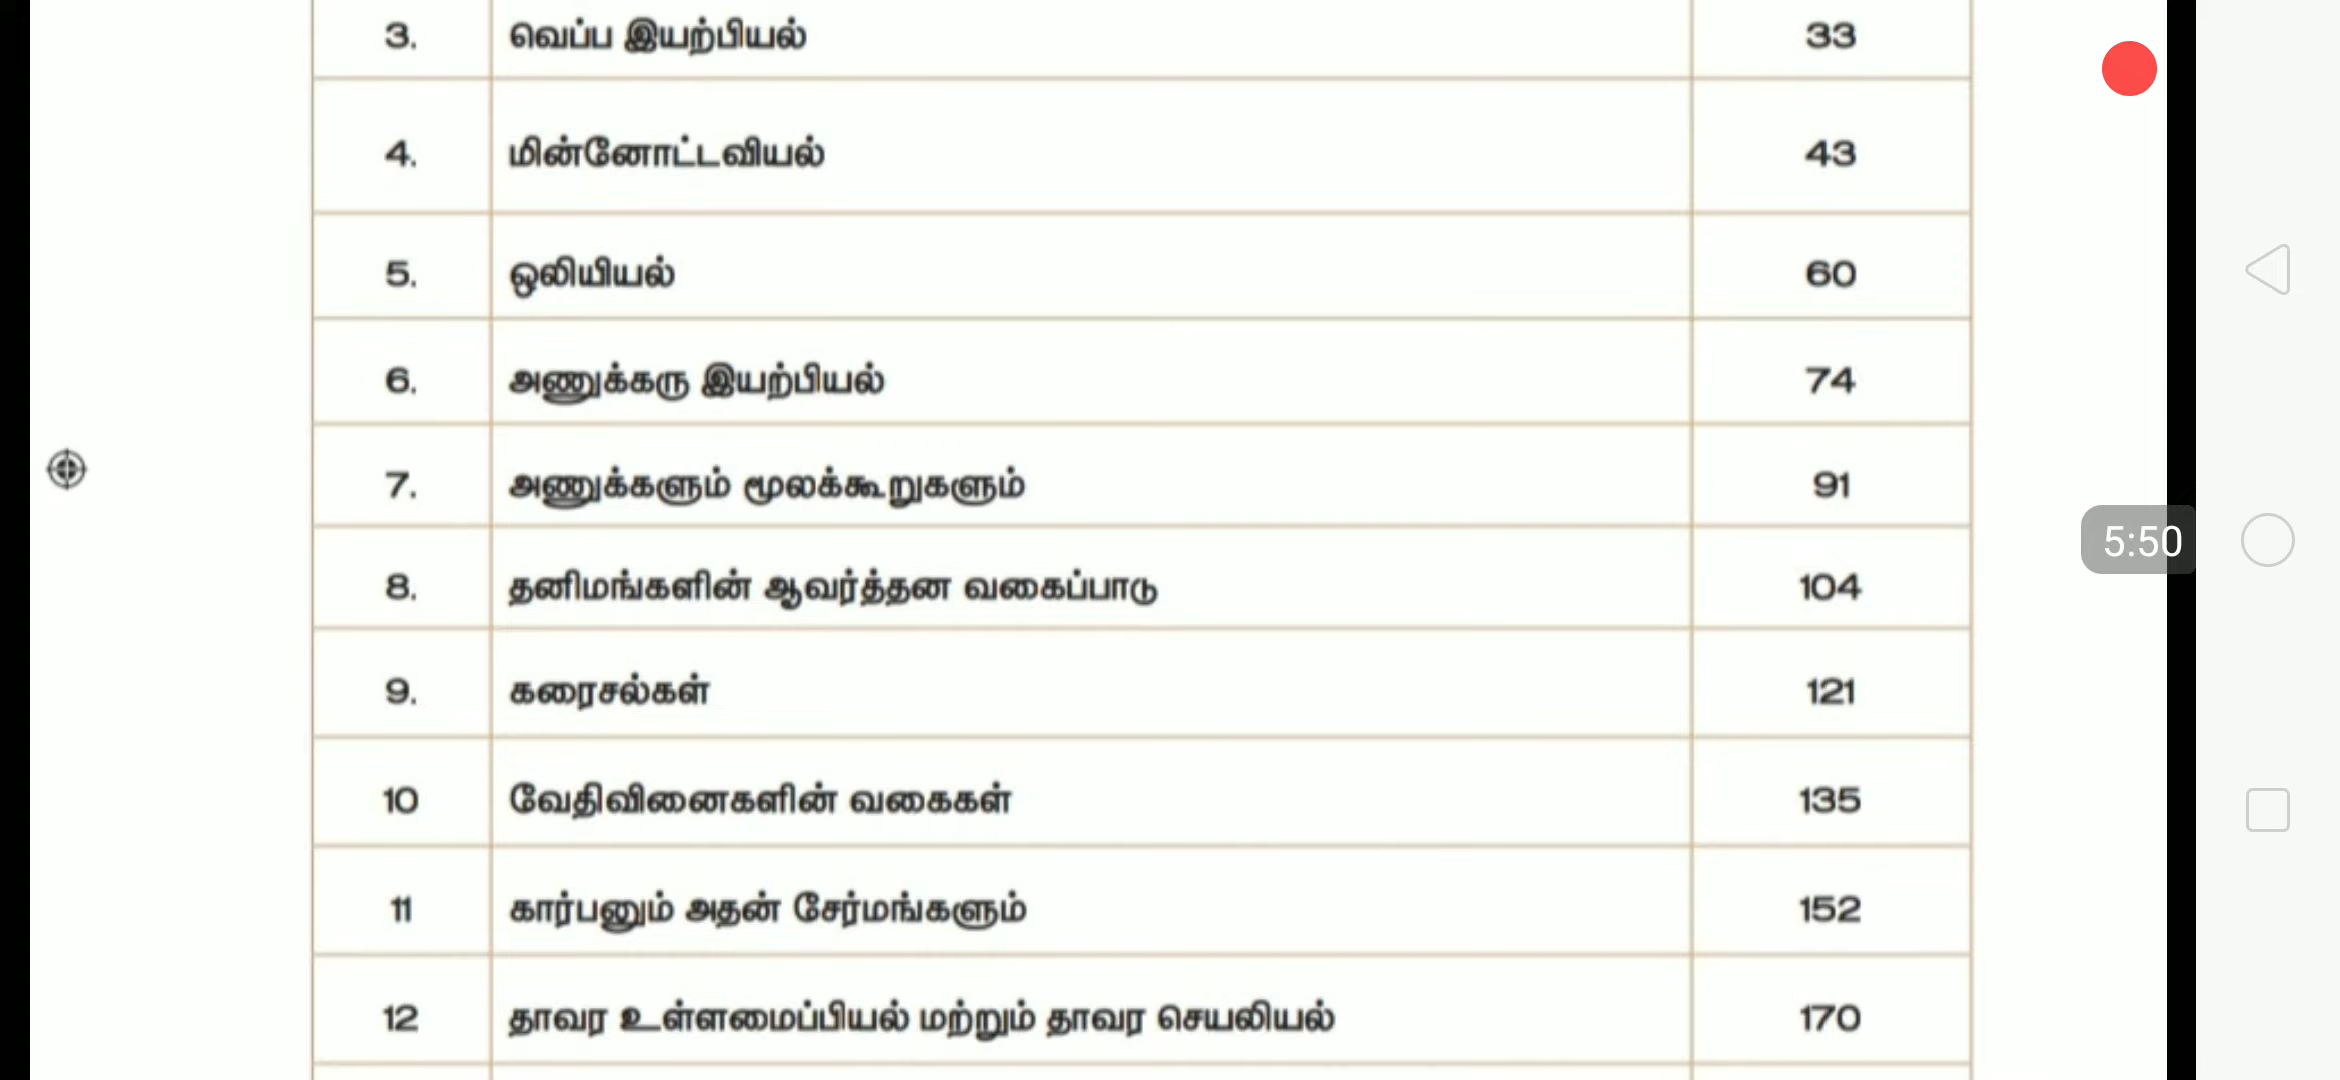 3. வெப்ப இயற்பியல் 33
4. மின்னோட்டவியல் 43
5. ஒலியியல் 60
6. அணுக்கரு இயற்பியல் 74
7. அணுக்களும் மூலக்கூறுகளும் 91
8. தனிமங்களின் ஆவர்த்தன வகைப்பாடு 104
9. கரைசல்கள் 121
10 வேதிவினைகளின் வகைகள் 135
11 கார்பனும் அதன் சேர்மங்களும் 152
12 தாவர உள்ளமைப்பியல் மற்றும் தாவர செயலியல் 170
5:50